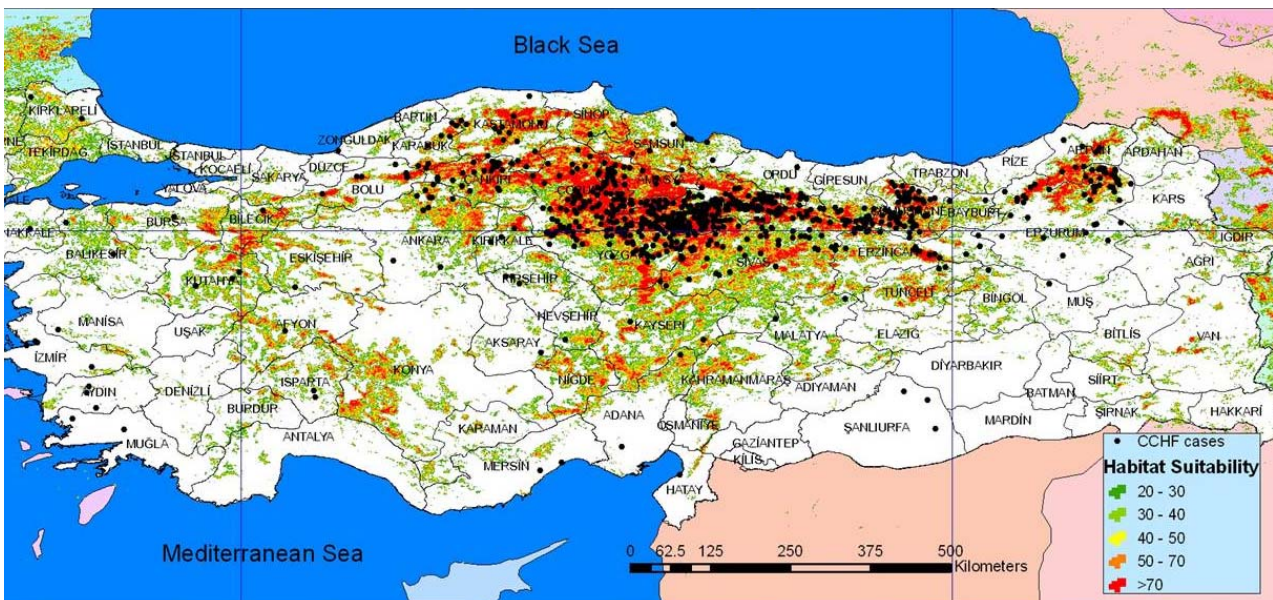 Black Sea
KIRKLARELİ
TEKİRDAĞ
İSTANBUL
İSTANBUL
KOCAELİ
YALOVA
SAKARYA
DÜZCE
ZONGULDAK
BARTIN
KARABÜK
KASTAMONU
SİNOP
SAMSUN
ORDU
GİRESUN
TRABZON
RİZE
ARDAHAN
KARS
BOLU
BAYBURT
BURSA
BİLECİK
ANKARA
KIRIKKALE
ERZURUM
IĞDIR
BALIKESİR
ESKİŞEHİR
KÜTAHYA
KIRŞEHİR
SİVAS
ERZİNCAN
AĞRI
TUNCELİ
BİNGÖL
MUŞ
MANİSA
UŞAK
AFYON
NEVŞEHİR
KAYSERİ
MALATYA
ELAZIĞ
BİTLİS
VAN
İZMİR
AKSARAY
KONYA
DİYARBAKIR
AYDIN
DENİZLİ
ISPARTA
BURDUR
NİĞDE
KAHRAMANMARAŞ
ADIYAMAN
BATMAN
SİİRT
ŞIRNAK
HAKKARİ
MUĞLA
ANTALYA
KARAMAN
ADANA
OSMANİYE
GAZİANTEP
KİLİS
ŞANLIURFA
MARDİN
MERSİN
HATAY
Mediterranean Sea
0 62.5 125 250 375 500
Kilometers
CCHF cases
Habitat Suitability
20 - 30
30 - 40
40 - 50
50 - 70
>70